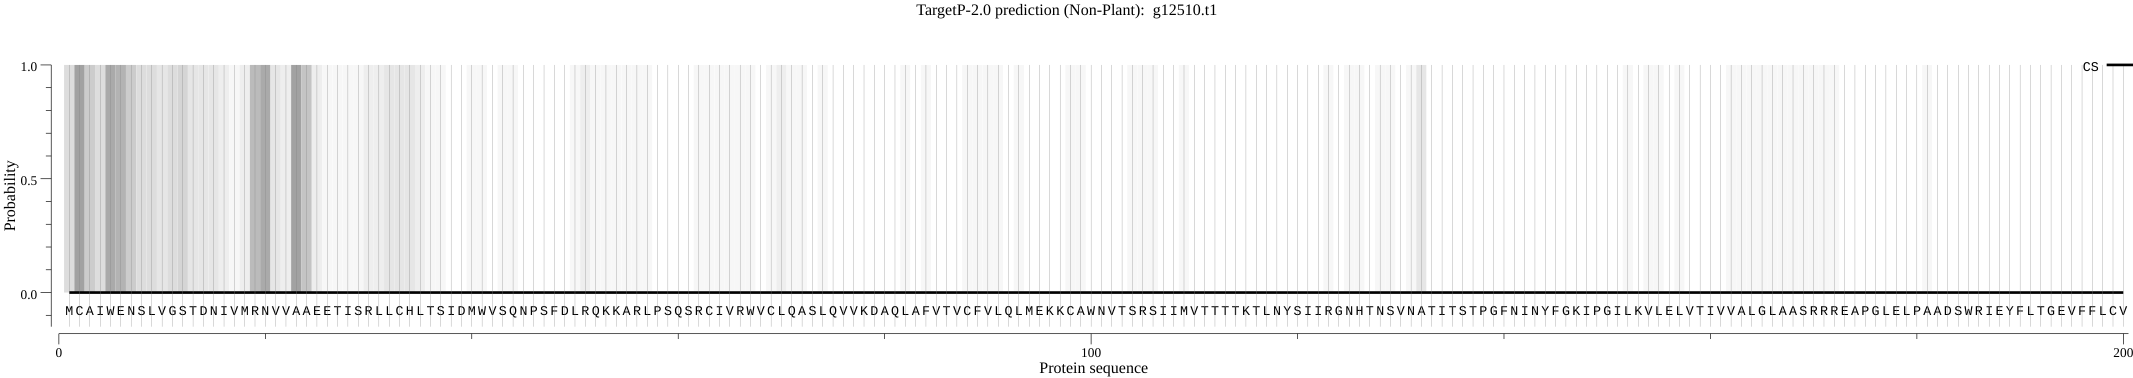 TargetP-2.0 prediction (Non-Plant): g12510.t1
CS
1.0
0.5
0.0
Probability
MCAIWENSLVGSTDNIVMRNVVAAEETISRLLCHLTSIDMWVSQNPSFDLRQKKARLPSQSRCIVRWVCLQASLQVVKDAQLAFVTVCFVLQLMEKKCAWNVTSRSIIMVTTTTKTLNYSIIRGNHTNSVNATITSTPGFNINYFGKIPGILKVLELVTIVVALGLAASRRREAPGLELPAADSWRIEYFLTGEVFFLCV
0 100 200
Protein sequence